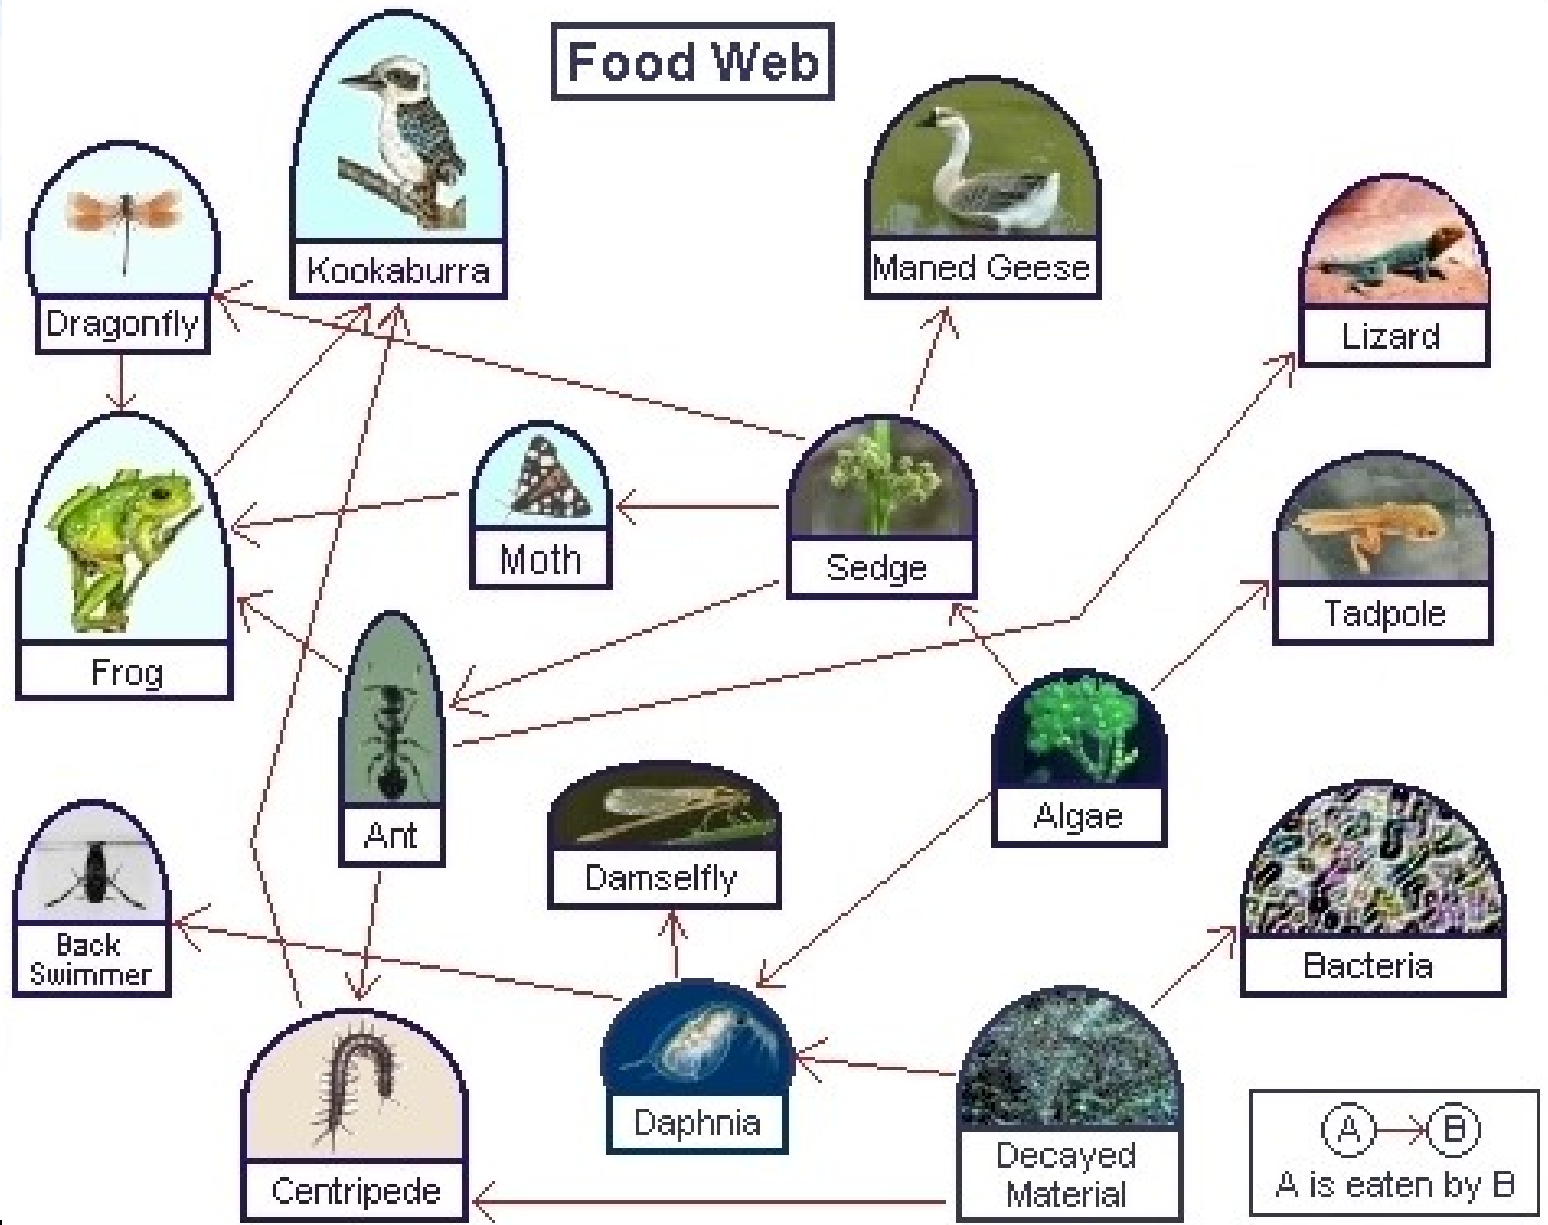 Food Web
Kookaburra
Maned Geese
Dragonfly
Lizard
Moth
Sedge
Tadpole
Frog
Ant
Algae
Damselfly
Back
Swimmer
Bacteria
Daphnia
Decayed
Material
Centripede
A
B
A is eaten by B